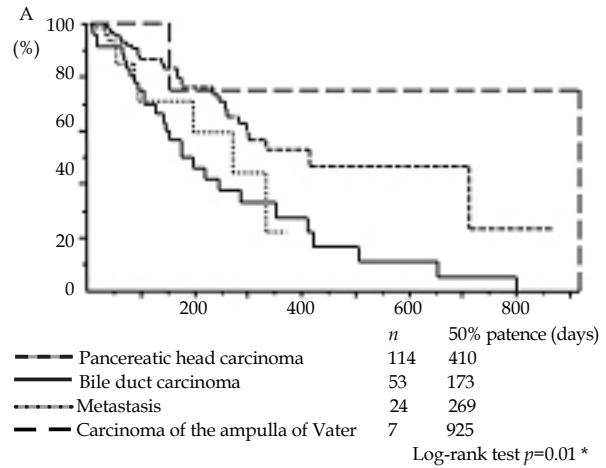 A
(%)
100
80
60
40
20
0
200 400 600 800
n 50% patence (days)
Pancereatic head carcinoma 114 410
Bile duct carcinoma 53 173
Metastasis 24 269
Carcinoma of the ampulla of Vater 7 925
Log-rank test p=0.01 *